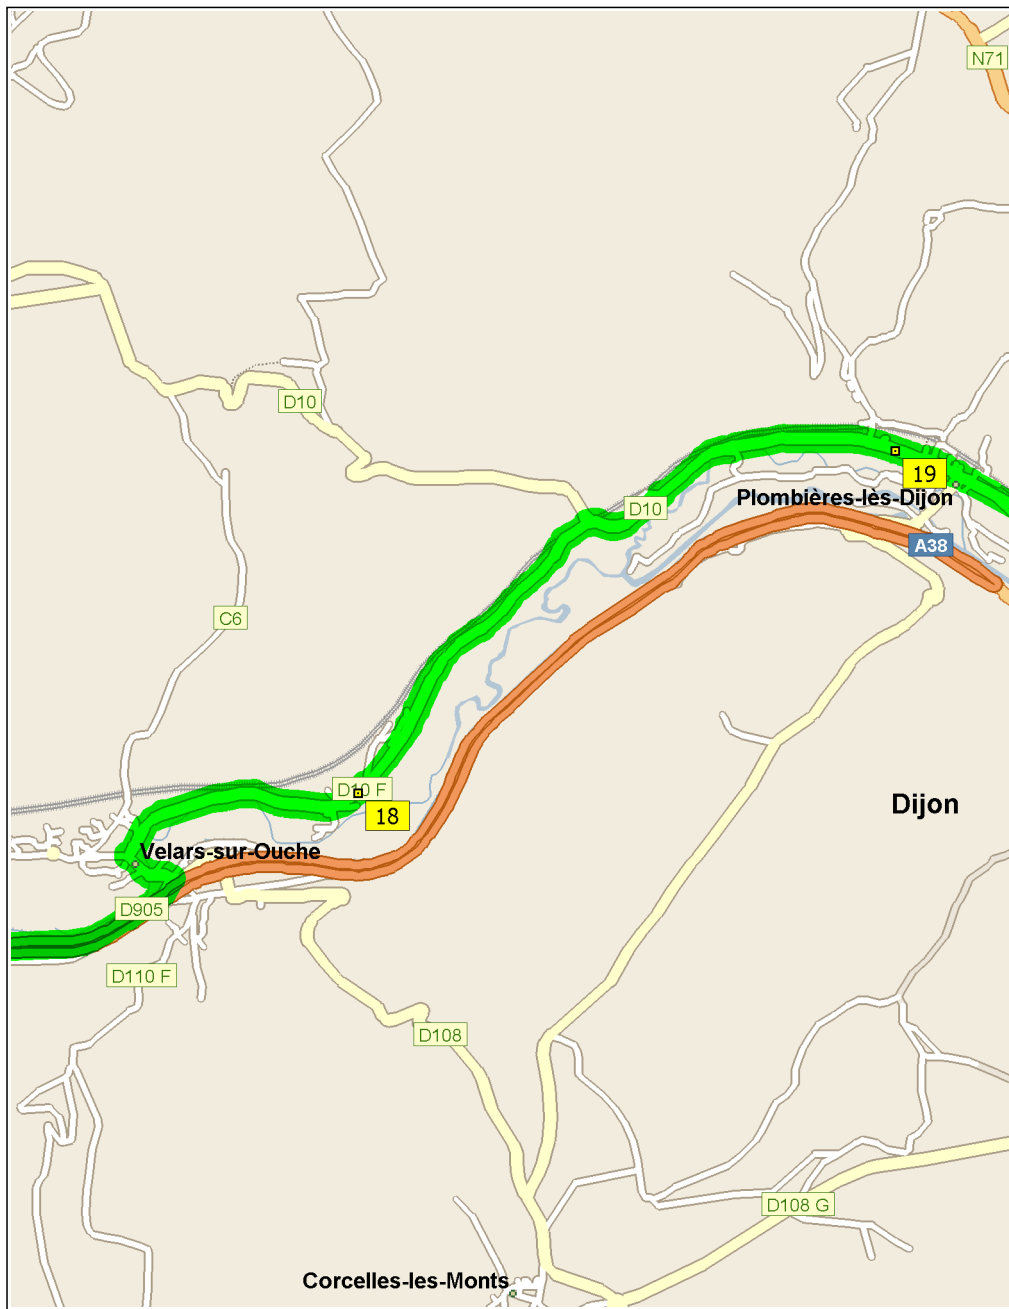 N71
D10
19
Plombières-lès-Dijon
D10
A38
C6
D10 F
18
Dijon
Velars-sur-Ouche
D905
D110 F
D108
D108 G
Corcelles-les-Monts